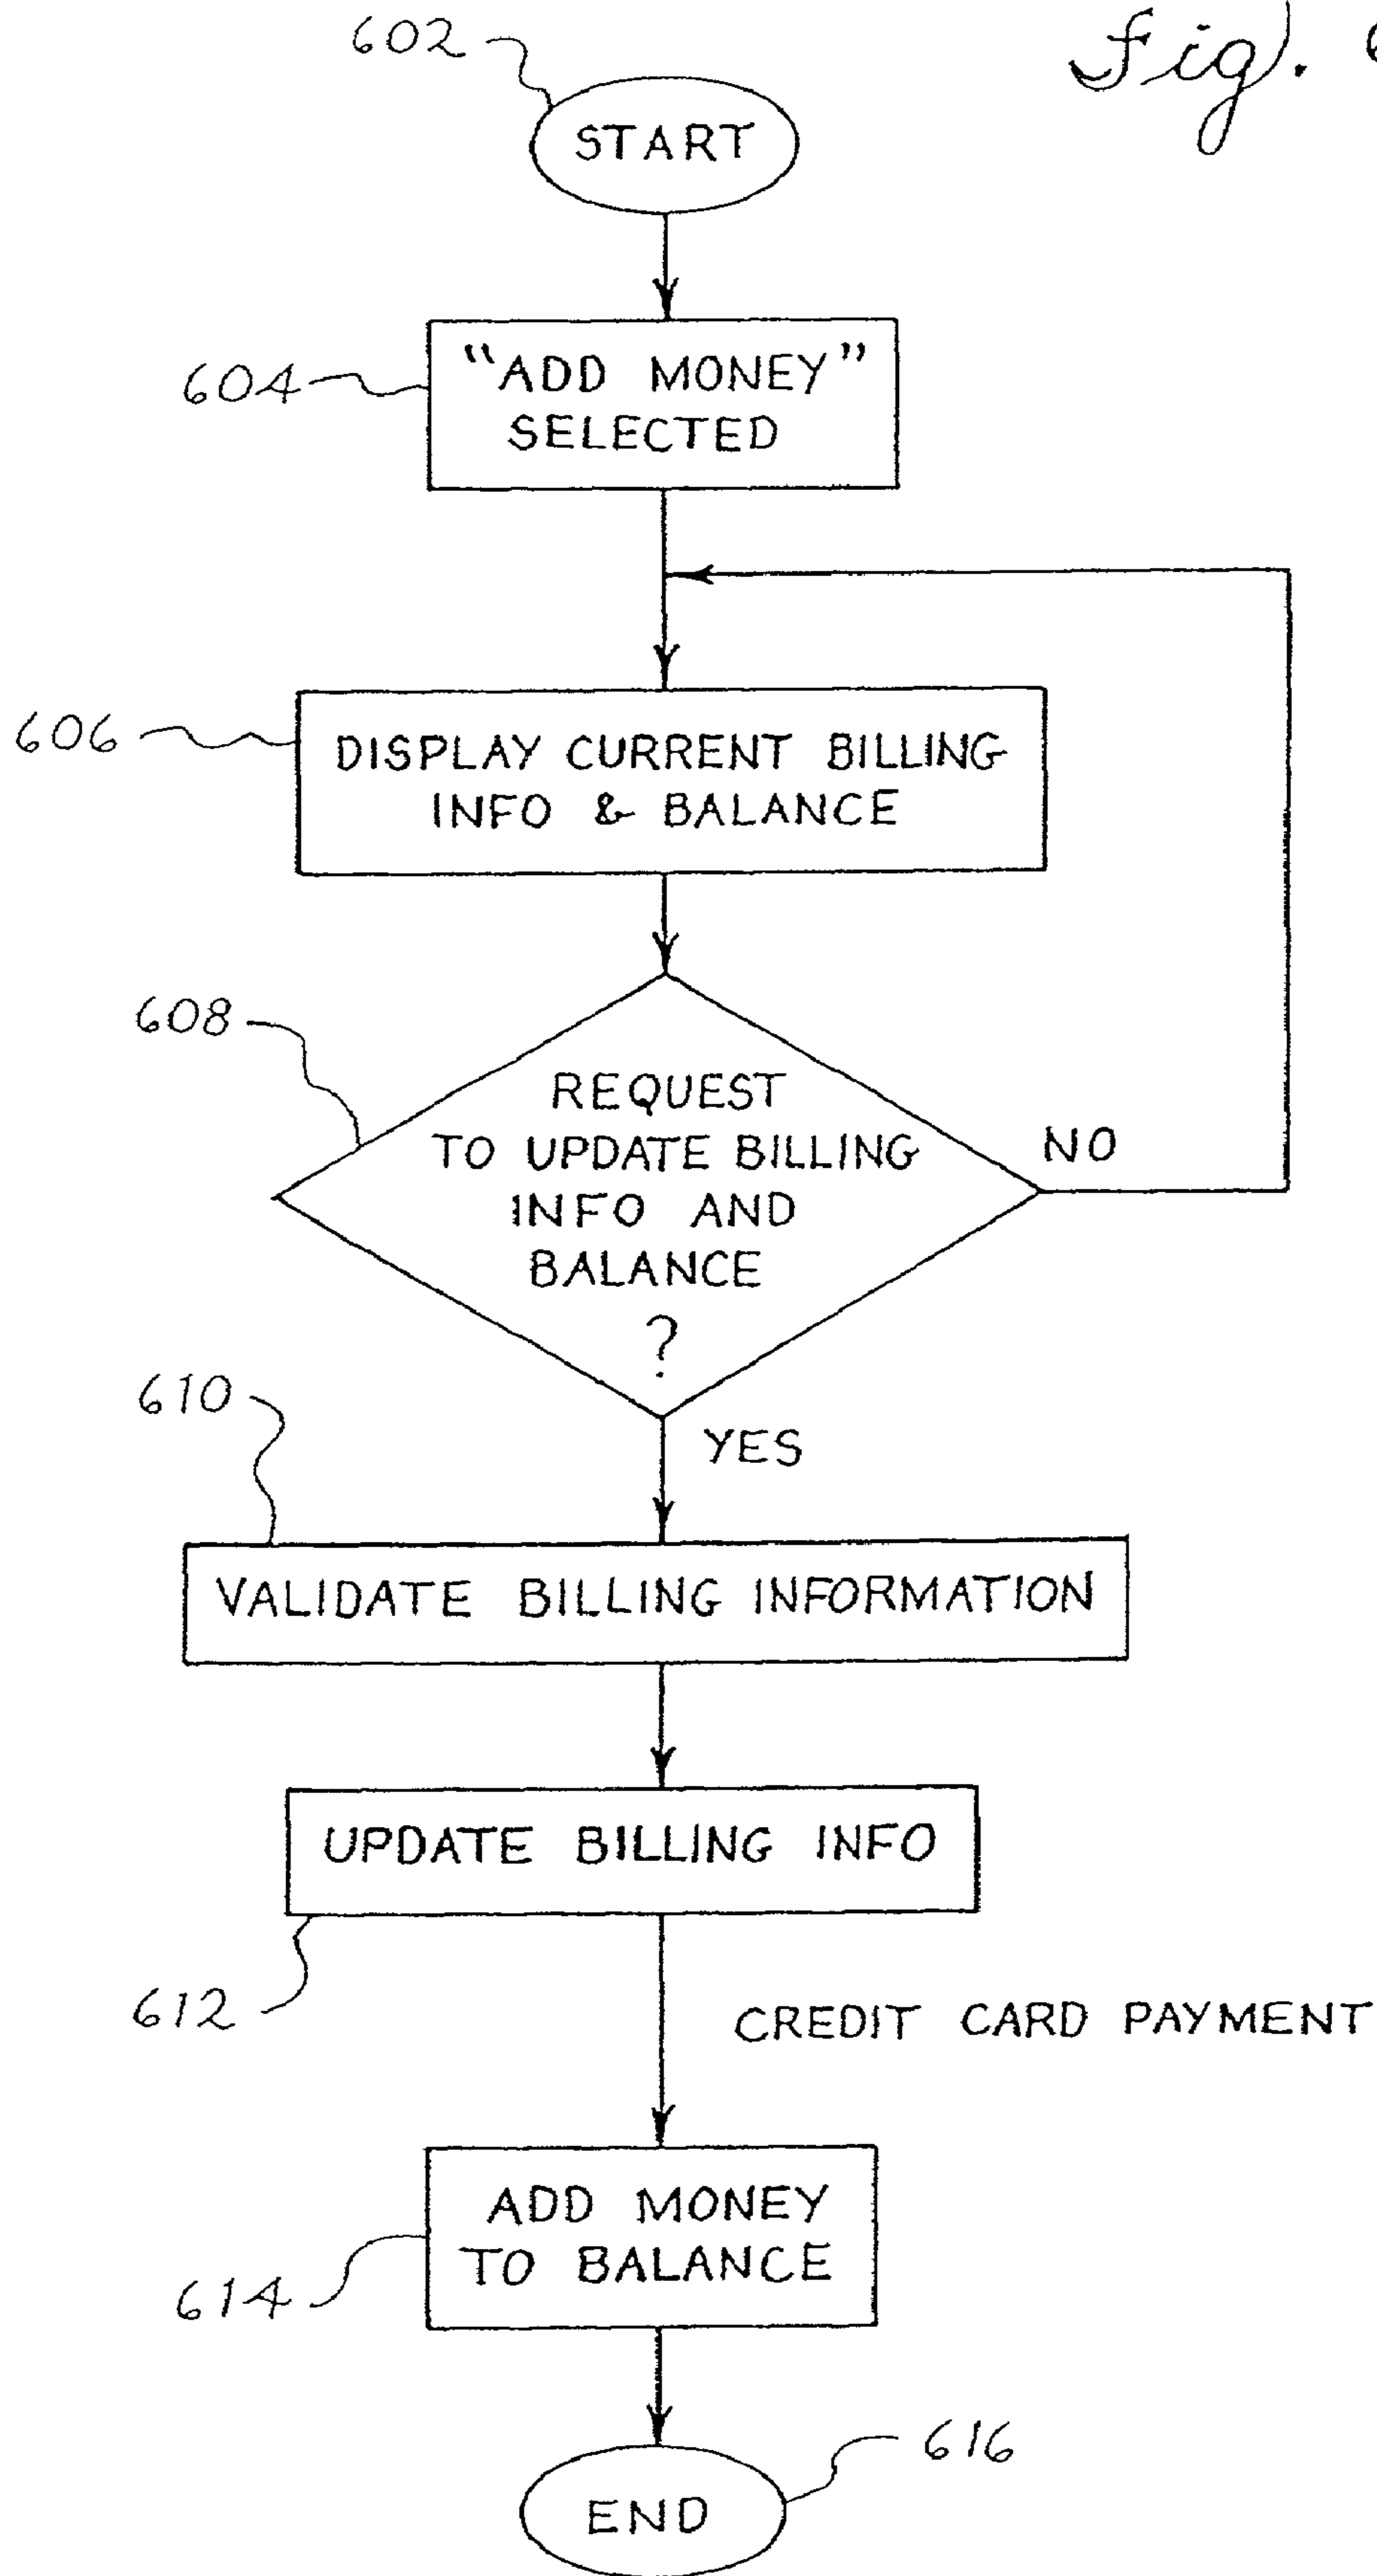 602
Fig. 6
START
604
“ADD MONEY”
SELECTED
606
DISPLAY CURRENT BILLING
INFO & BALANCE
608
REQUEST
TO UPDATE BILLING
INFO AND
BALANCE
?
NO
610
YES
VALIDATE BILLING INFORMATION
UPDATE BILLING INFO
612
CREDIT CARD PAYMENT
ADD MONEY
TO BALANCE
614
616
END